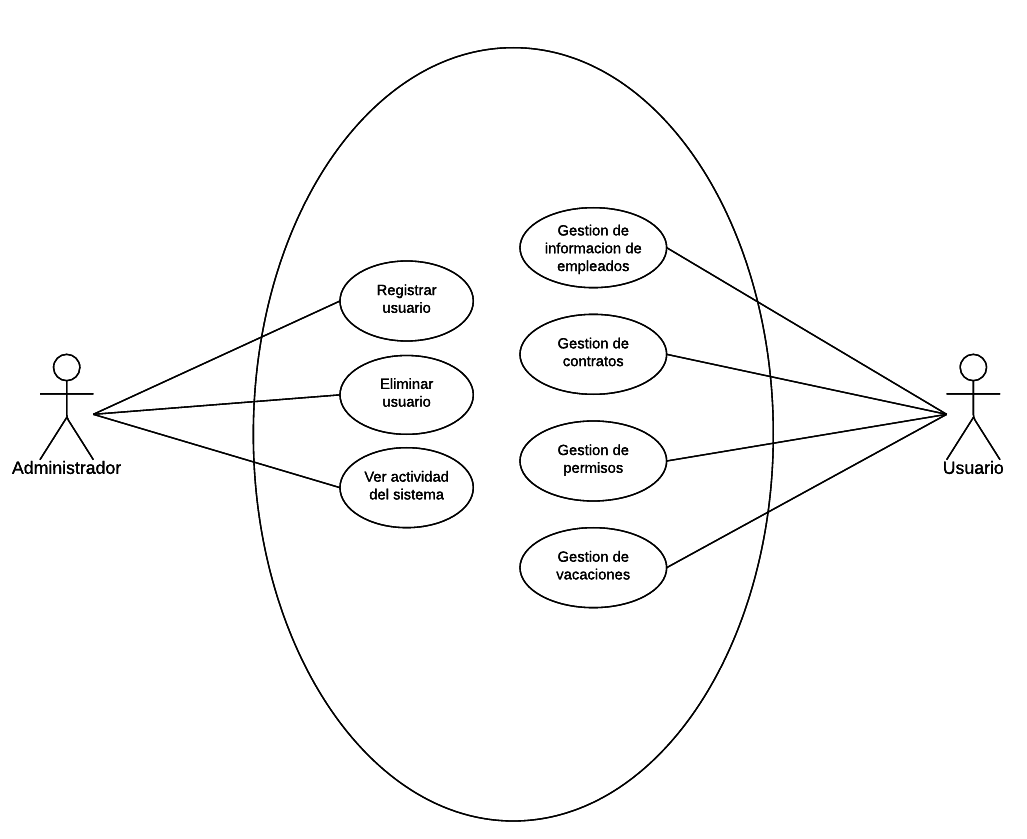 Administrador
Registrar
usuario
Eliminar
usuario
Ver actividad
del sistema
Gestion de
informacion de
empleados
Gestion de
contratos
Gestion de
permisos
Gestion de
vacaciones
Usuario